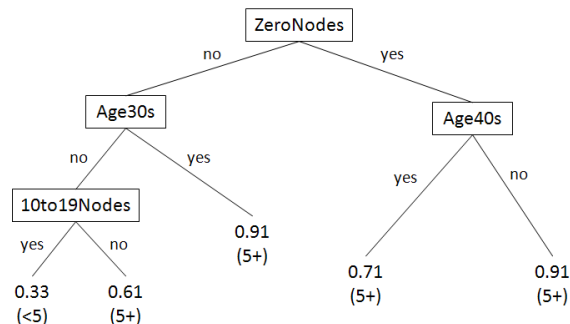 ZeroNodes
no
yes
Age30s
Age40s
no
yes
yes
no
10to19Nodes
yes
no
0.91
(5+)
0.71
(5+)
0.91
(5+)
0.33
(<5)
0.61
(5+)